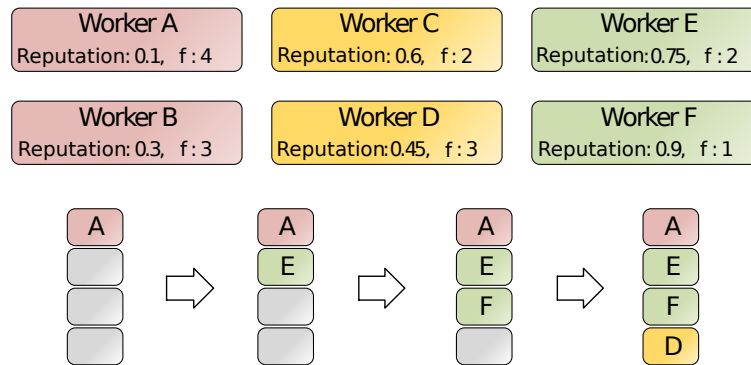 Worker A
Reputation: 0.1, f: 4
Worker C
Reputation: 0.6, f: 2
Worker E
Reputation: 0.75, f: 2
Worker B
Reputation: 0.3, f: 3
Worker D
Reputation: 0.45, f: 3
Worker F
Reputation: 0.9, f: 1
A
A
E
A
E
F
A
E
F
D